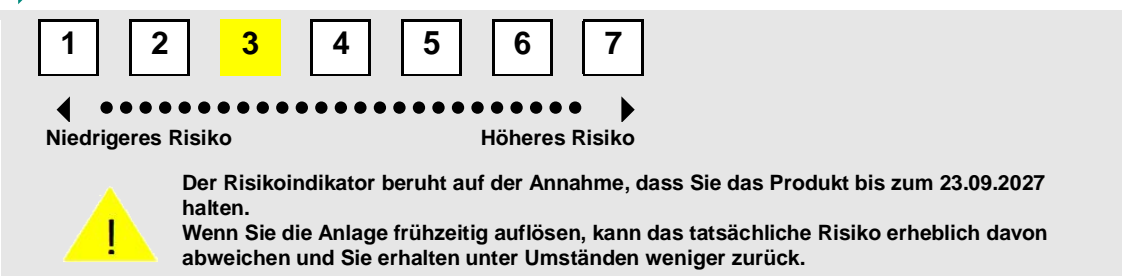 1 2 3 4 5 6 7
Niedrigeres Risiko Höheres Risiko
Der Risikoindikator beruht auf der Annahme, dass Sie das Produkt bis zum 23.09.2027
halten.
Wenn Sie die Anlage frühzeitig auflösen, kann das tatsächliche Risiko erheblich davon
abweichen und Sie erhalten unter Umständen weniger zurück.
!